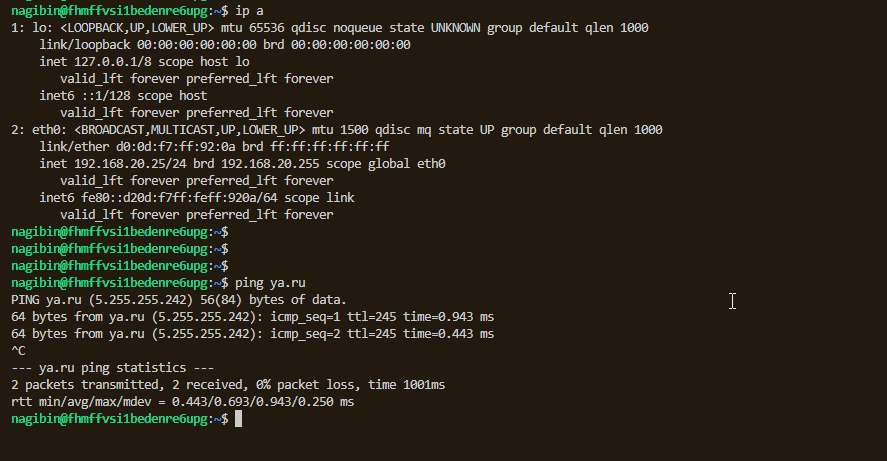 nagibin@fhmffvsi1bedenre6upg:~$ ip a
1: lo: <LOOPBACK,UP,LOWER_UP> mtu 65536 qdisc noqueue state UNKNOWN group default qlen 1000
    link/loopback 00:00:00:00:00:00 brd 00:00:00:00:00:00
    inet 127.0.0.1/8 scope host lo
       valid_lft forever preferred_lft forever
    inet6 ::1/128 scope host
       valid_lft forever preferred_lft forever
2: eth0: <BROADCAST,MULTICAST,UP,LOWER_UP> mtu 1500 qdisc mq state UP group default qlen 1000
    link/ether d0:0d:f7:ff:92:0a brd ff:ff:ff:ff:ff:ff
    inet 192.168.20.25/24 brd 192.168.20.255 scope global eth0
       valid_lft forever preferred_lft forever
    inet6 fe80::d20d:f7ff:feff:920a/64 scope link
       valid_lft forever preferred_lft forever
nagibin@fhmffvsi1bedenre6upg:~$
nagibin@fhmffvsi1bedenre6upg:~$
nagibin@fhmffvsi1bedenre6upg:~$
nagibin@fhmffvsi1bedenre6upg:~$ ping ya.ru
PING ya.ru (5.255.255.242) 56(84) bytes of data.
64 bytes from ya.ru (5.255.255.242): icmp_seq=1 ttl=245 time=0.943 ms
64 bytes from ya.ru (5.255.255.242): icmp_seq=2 ttl=245 time=0.443 ms
^C
--- ya.ru ping statistics ---
2 packets transmitted, 2 received, 0% packet loss, time 1001ms
rtt min/avg/max/mdev = 0.443/0.693/0.943/0.250 ms
nagibin@fhmffvsi1bedenre6upg:~$